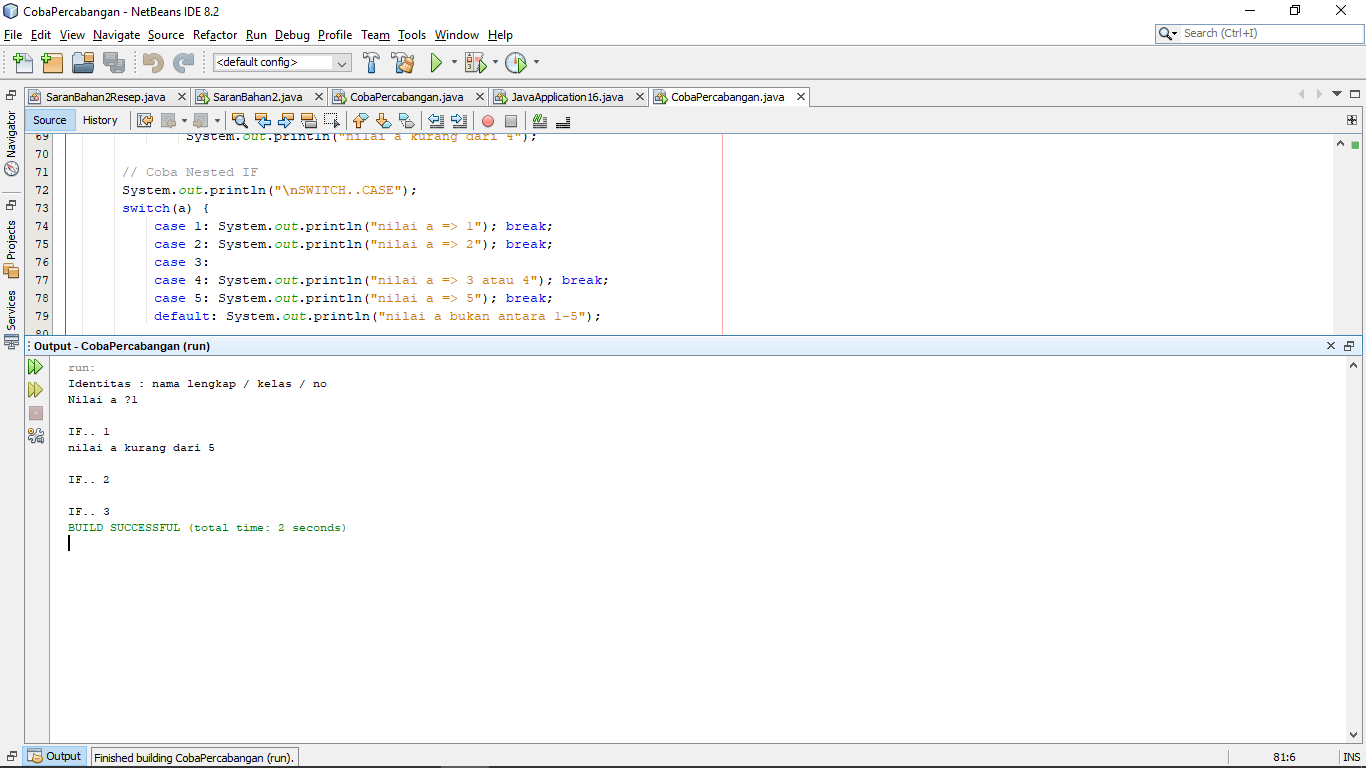 CobaPercabangan - NetBeans IDE 8.2
File Edit View Navigate Source Refactor Run Debug Profile Team Tools Window Help
Search (Ctrl+I)
<default config>
SaranBahan2Resep.java SaranBahan2.java CobaPercabangan.java JavaApplication16.java CobaPercabangan.java
Navigator
Projects
Services
Source History
69 System.out.println("nilai a kurang dari 4");
70
71 // Coba Nested IF
72 System.out.println("\nSWITCH..CASE");
73 switch(a) {
74 case 1: System.out.println("nilai a => 1"); break;
75 case 2: System.out.println("nilai a => 2"); break;
76 case 3:
77 case 4: System.out.println("nilai a => 3 atau 4"); break;
78 case 5: System.out.println("nilai a => 5"); break;
79 default: System.out.println("nilai a bukan antara 1-5");
80
Output - CobaPercabangan (run)
run:
Identitas : nama lengkap / kelas / no
Nilai a ?1
IF.. 1
nilai a kurang dari 5
IF.. 2
IF.. 3
BUILD SUCCESSFUL (total time: 2 seconds)
Output
Finished building CobaPercabangan (run).
81:6
INS